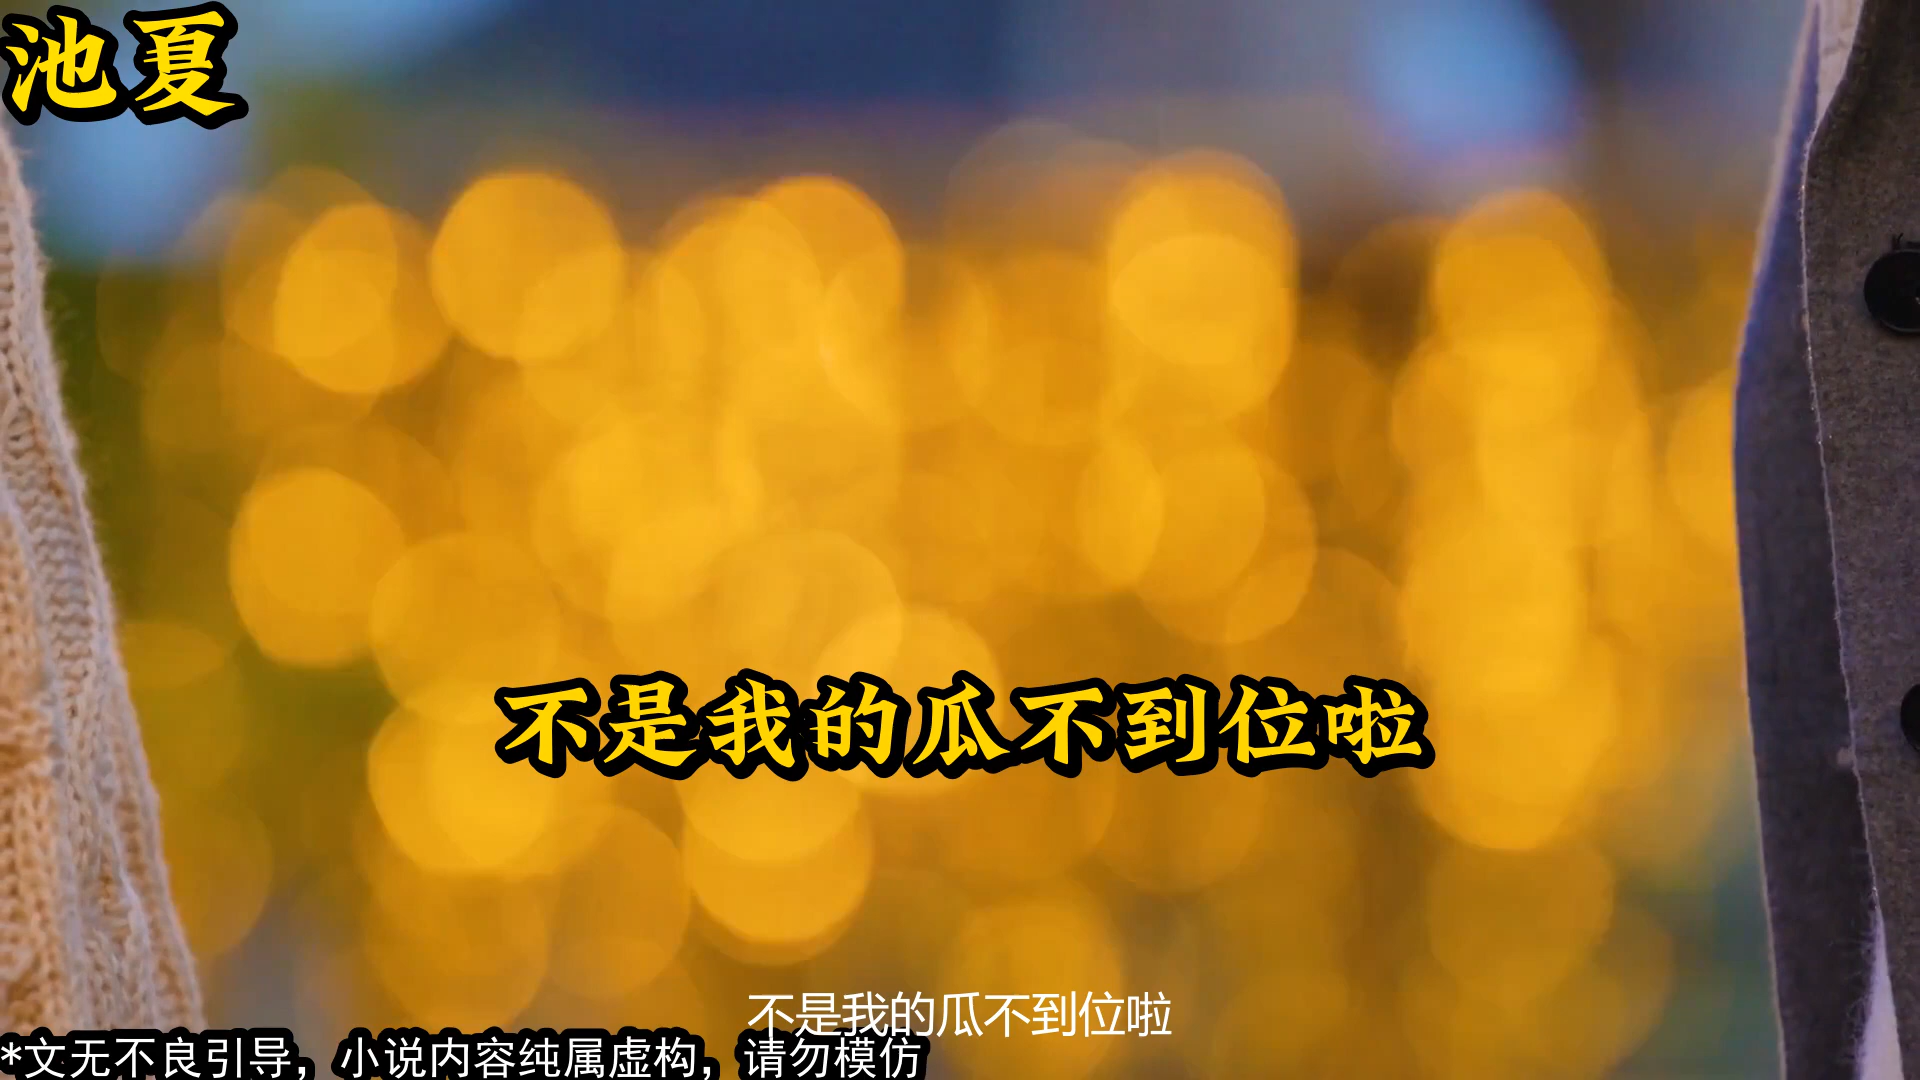 池夏
不是我的瓜不到位啦
不是我的瓜不到位啦
*文无不良引导，小说内容纯属虚构，请勿模仿